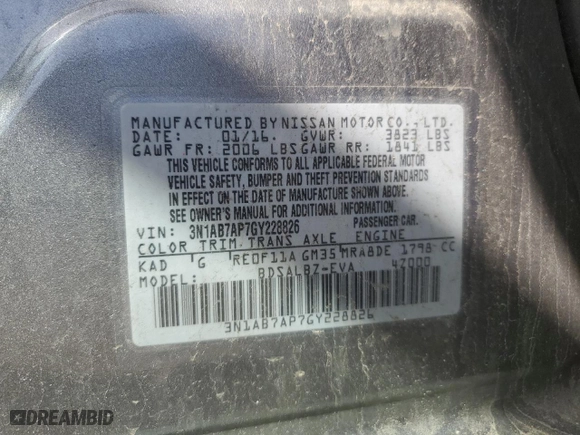 MANUFACTURED BY NISSAN MOTOR CO., LTD.
DATE: 01/16. GVWR: 3823 LBS
GAWR FR: 2006 LBS GAWR RR: 1841 LBS
THIS VEHICLE CONFORMS TO ALL APPLICABLE FEDERAL MOTOR
VEHICLE SAFETY, BUMPER AND THEFT PREVENTION STANDARDS
IN EFFECT ON THE DATE OF MANUFACTURE SHOWN ABOVE.
SEE OWNER'S MANUAL FOR ADDITIONAL INFORMATION.
VIN: 3N1AB7AP7GY228826 PASSENGER CAR.
COLOR TRIM TRANS AXLE ENGINE
KAD G RE0F11A GM35 MRA8DE 1798 CC
MODEL: BDSALBZ-EVA 42000
3N1AB7AP7GY228826
DREAMBID